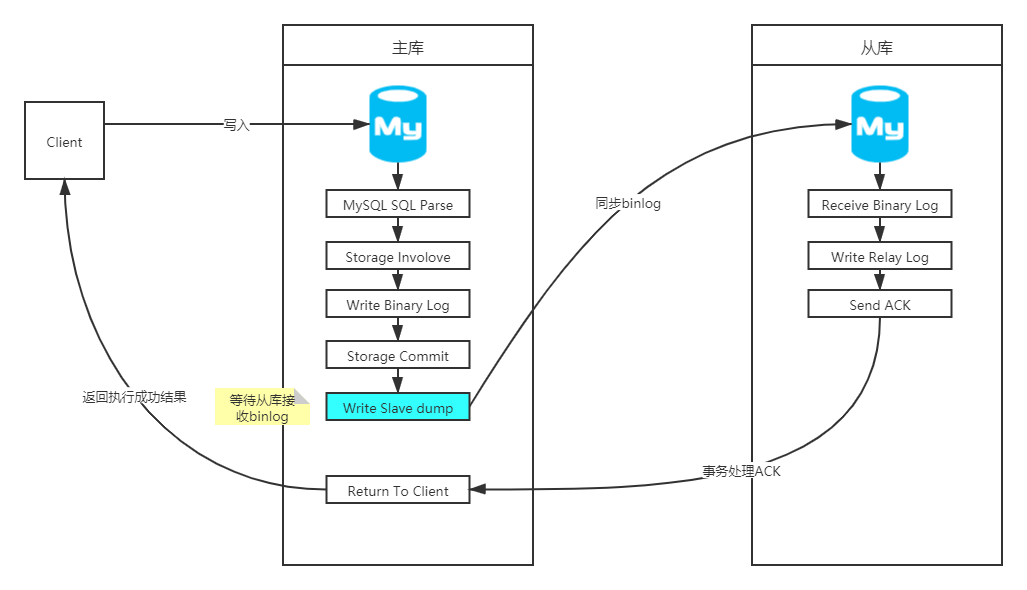 主库
从库
Client
写入
My
My
MySQL SQL Parse
Storage Involove
Write Binary Log
Storage Commit
Write Slave dump
等待从库接
收binlog
同步binlog
Receive Binary Log
Write Relay Log
Send ACK
返回执行成功结果
事务处理ACK
Return To Client